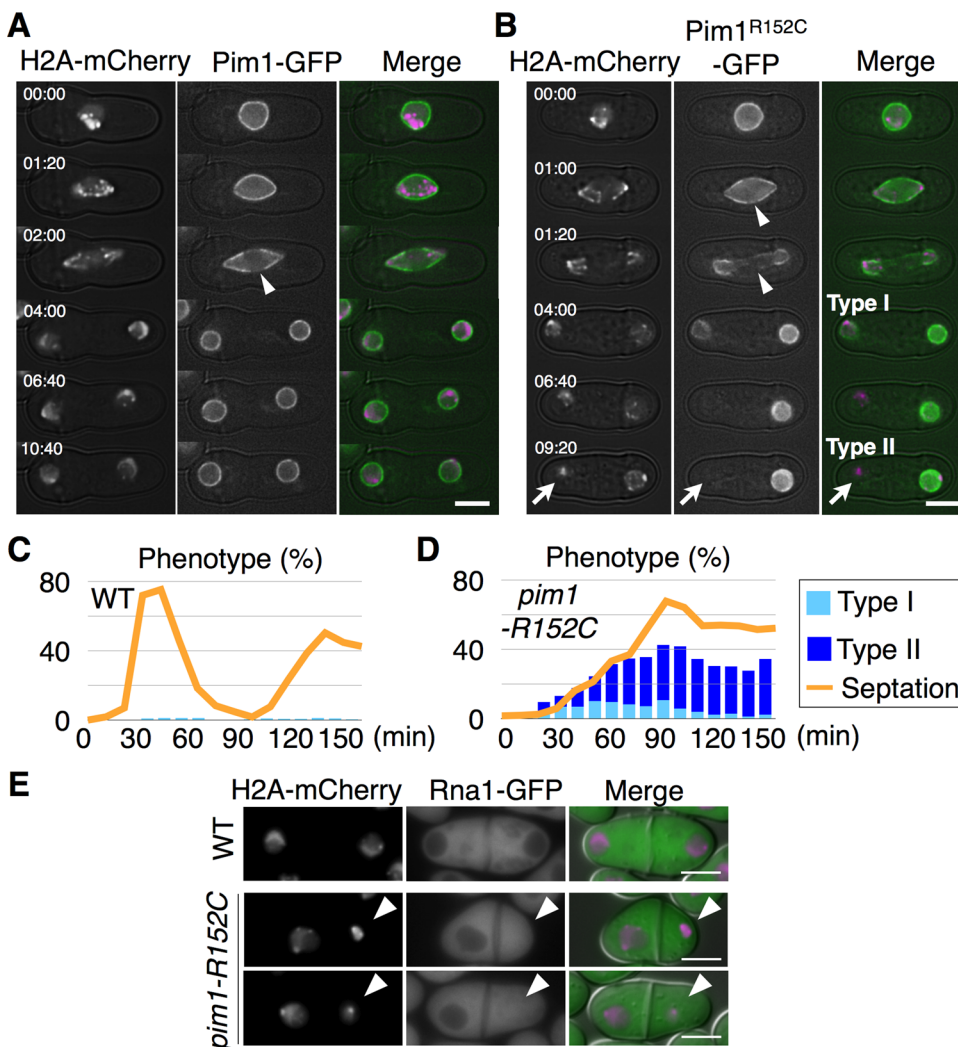 A
H2A-mCherry Pim1-GFP Merge
00:00
01:20
02:00
04:00
06:40
10:40
B
H2A-mCherry Pim1R152C-GFP Merge
00:00
01:00
01:20
04:00
Type I
06:40
Type II
09:20
C
Phenotype (%)
80
WT
40
0
0 30 60 90 120 150 (min)
D
Phenotype (%)
80
pim1
-R152C
40
0
0 30 60 90 120 150 (min)
Type I
Type II
Septation
E
H2A-mCherry Rna1-GFP Merge
WT
pim1-R152C